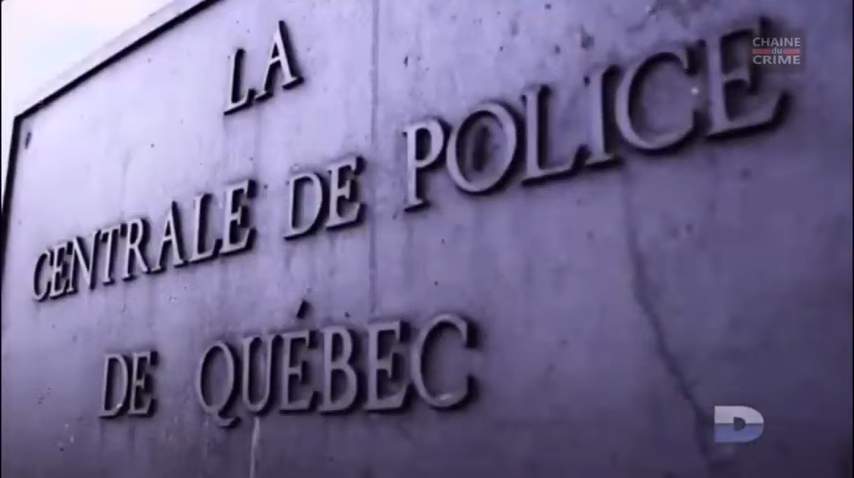 CHAINE
du
CRIME
LA
CENTRALE DE POLICE
DE QUÉBEC
D